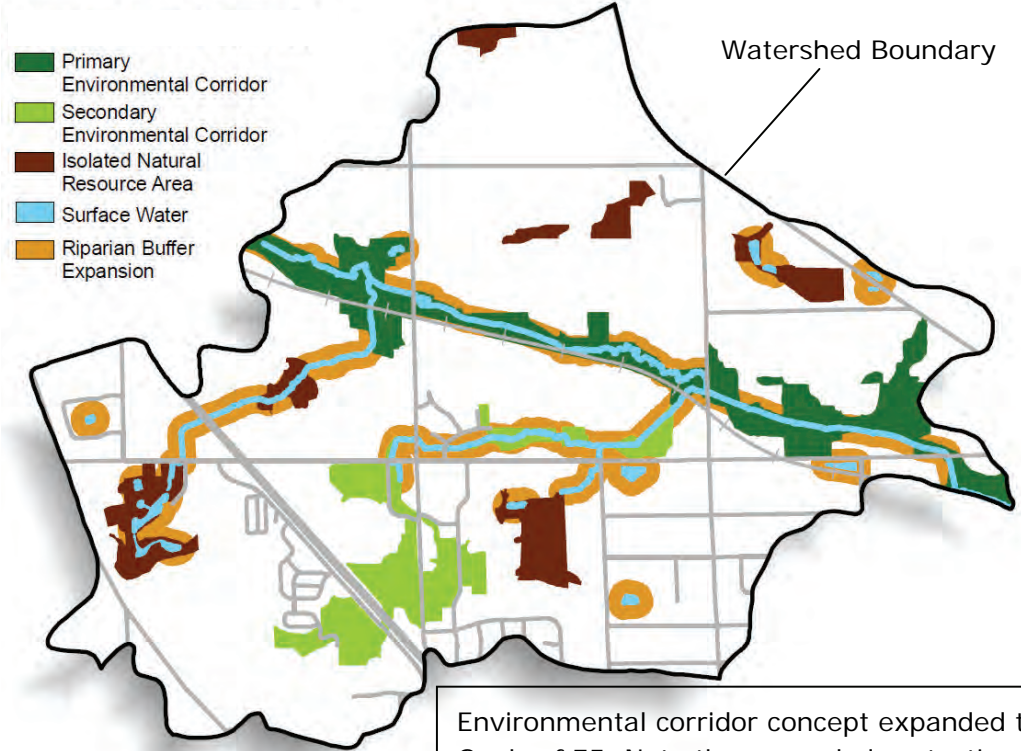 Watershed Boundary
Primary
Environmental Corridor
Secondary
Environmental Corridor
Isolated Natural
Resource Area
Surface Water
Riparian Buffer
Expansion
Environmental corridor concept expanded t